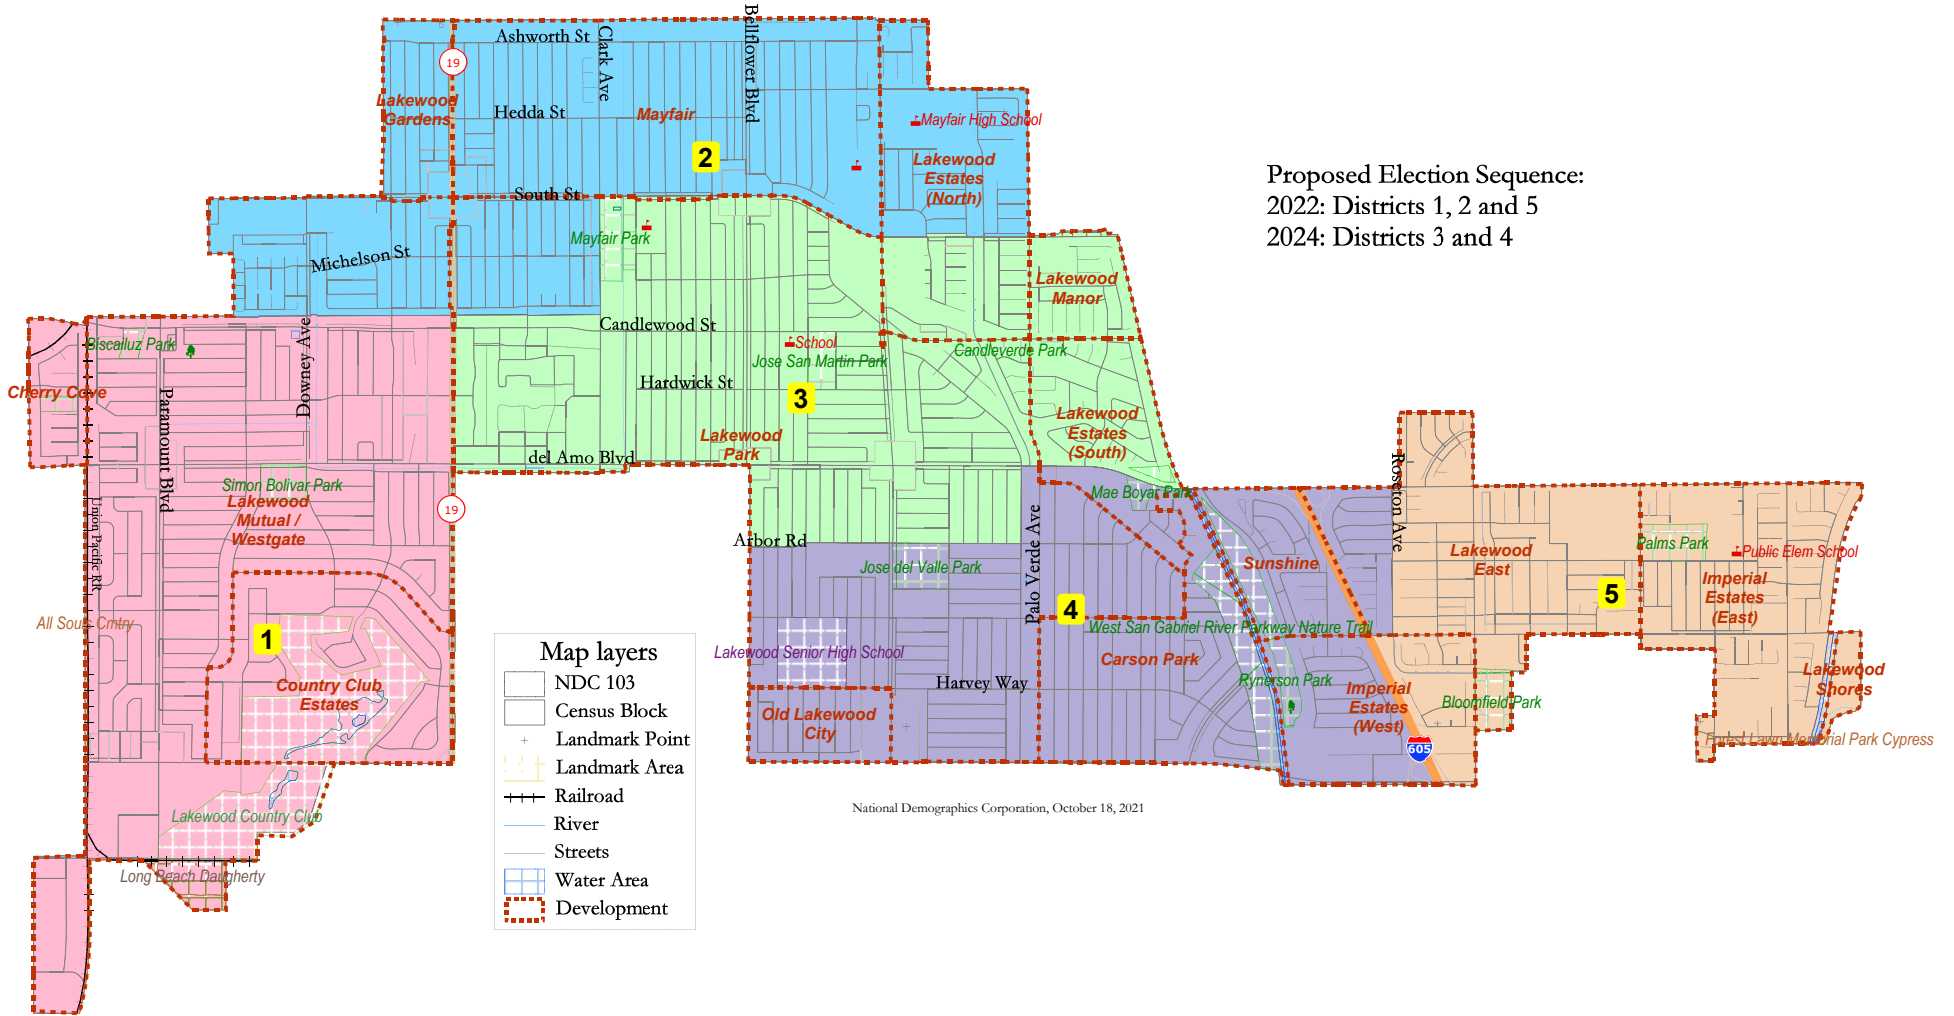 Ashworth St
Clark Ave
Bellflower Blvd
19
Lakewood
Gardens
Hedda St
Mayfair
Mayfair High School
2
Lakewood
Estates
(North)
Proposed Election Sequence:
2022: Districts 1, 2 and 5
2024: Districts 3 and 4
South St
Mayfair Park
Michelson St
Lakewood
Manor
Candlewood St
Biscailuz Park
School
Jose San Martin Park
Candleverde Park
Downey Ave
Cherry Cove
Paramount Blvd
Hardwick St
3
Lakewood
Park
Lakewood
Estates
(South)
del Amo Blvd
Roseton Ave
Simon Bolivar Park
Lakewood
Mutual /
Westgate
19
Mae Boyar Park
Union Pacific RR
Arbor Rd
Palo Verde Ave
Jose del Valle Park
Sunshine
Lakewood
East
Palms Park
Public Elem School
Imperial
Estates
(East)
5
4
All Souls Cmtry
1
West San Gabriel River Parkway Nature Trail
Lakewood Senior High School
Carson Park
Country Club
Estates
Harvey Way
Rynerson Park
Imperial
Estates
(West)
Bloomfield Park
Lakewood
Shores
Old Lakewood
City
605
Forest Lawn Memorial Park Cypress
Lakewood Country Club
Long Beach Daugherty
Map layers
NDC 103
Census Block
Landmark Point
Landmark Area
Railroad
River
Streets
Water Area
Development
National Demographics Corporation, October 18, 2021